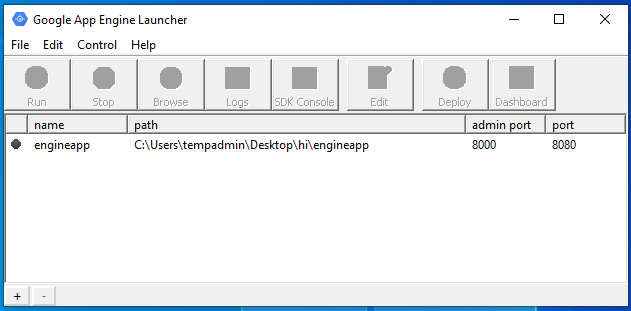 Google App Engine Launcher
File Edit Control Help
Run Stop Browse Logs SDK Console Edit Deploy Dashboard
name path admin port port
engineapp C:\Users\tempadmin\Desktop\hi\engineapp 8000 8080
+ -